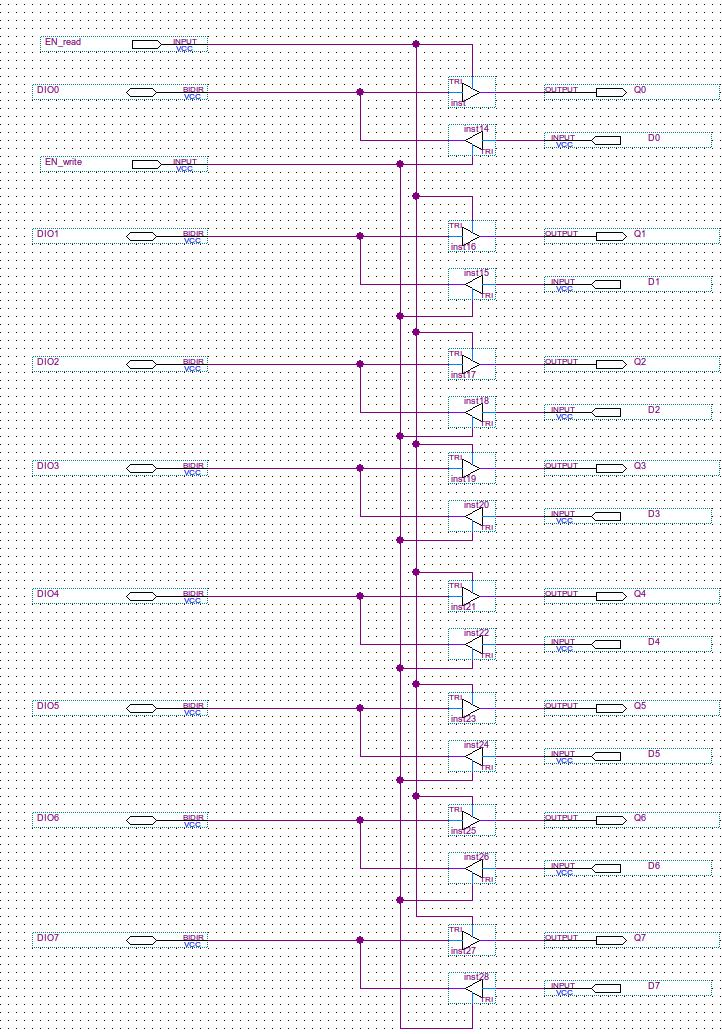 EN_read INPUT VCC
DIO0 BIDIR VCC TRI inst OUTPUT Q0
inst14 TRI INPUT VCC D0
EN_write INPUT VCC
DIO1 BIDIR VCC TRI inst16 OUTPUT Q1
inst15 TRI INPUT VCC D1
DIO2 BIDIR VCC TRI inst17 OUTPUT Q2
inst18 TRI INPUT VCC D2
DIO3 BIDIR VCC TRI inst19 OUTPUT Q3
inst20 TRI INPUT VCC D3
DIO4 BIDIR VCC TRI inst21 OUTPUT Q4
inst22 TRI INPUT VCC D4
DIO5 BIDIR VCC TRI inst23 OUTPUT Q5
inst24 TRI INPUT VCC D5
DIO6 BIDIR VCC TRI inst25 OUTPUT Q6
inst26 TRI INPUT VCC D6
DIO7 BIDIR VCC TRI inst27 OUTPUT Q7
inst28 TRI INPUT VCC D7